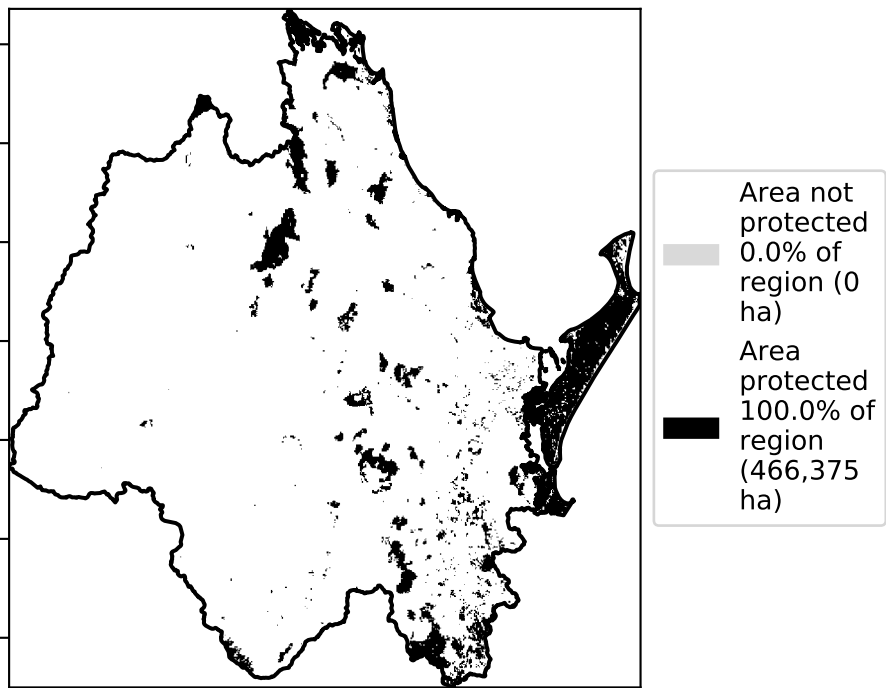 Area not
protected
0.0% of
region (0
ha)
Area
protected
100.0% of
region
(466,375
ha)